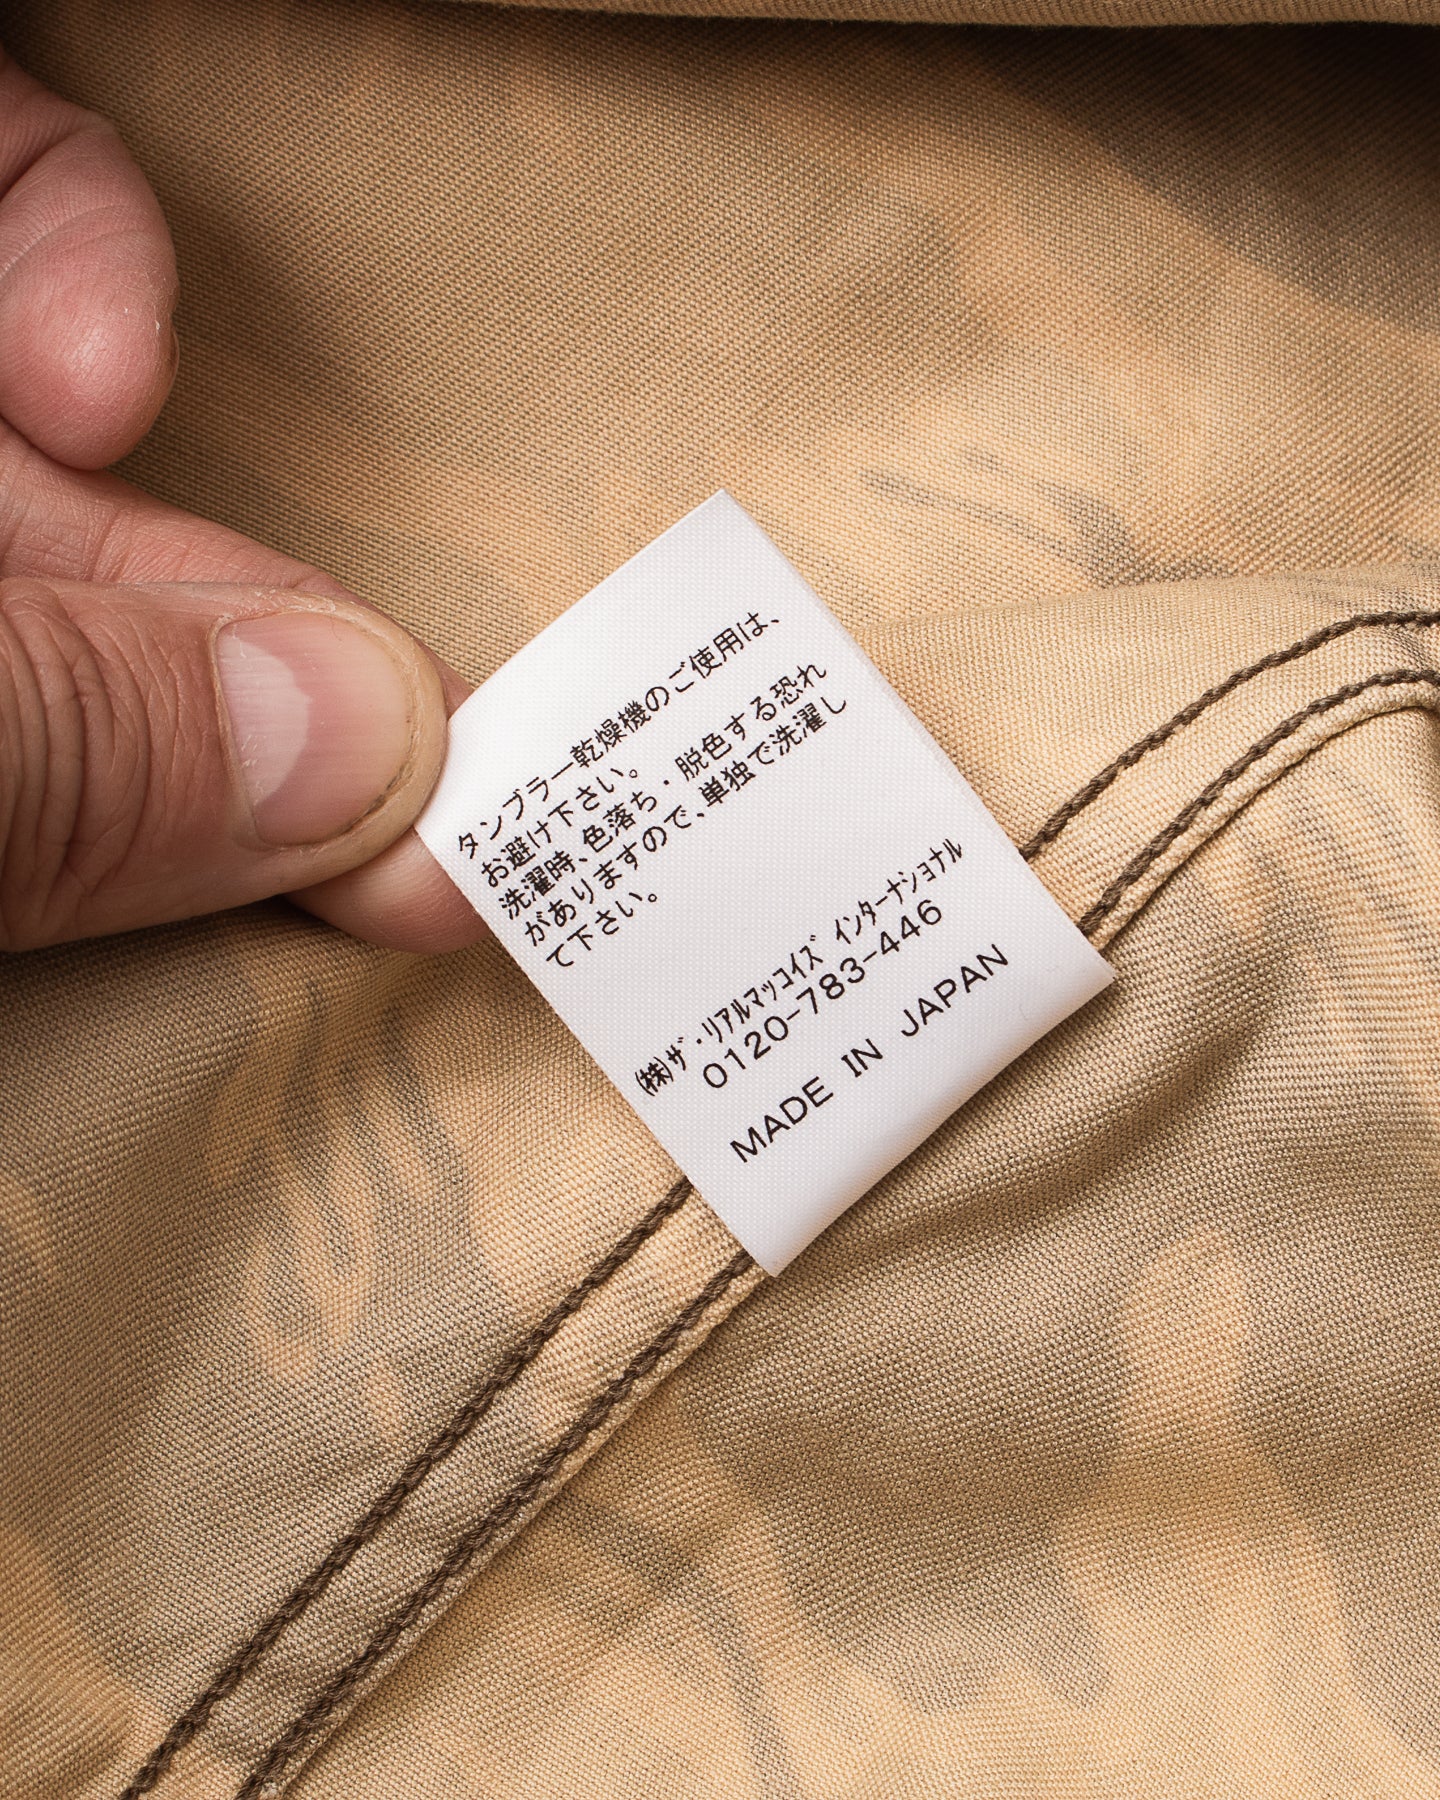 タンブラー乾燥機のご使用は、
お避け下さい。
洗濯時、色落ち・脱色する恐れ
がありますので、単独で洗濯し
て下さい。
㈱ｻﾞ・ﾘｱﾙﾏｯｺｲｽﾞ ｲﾝﾀｰﾅｼｮﾅﾙ
0120-783-446
MADE IN JAPAN